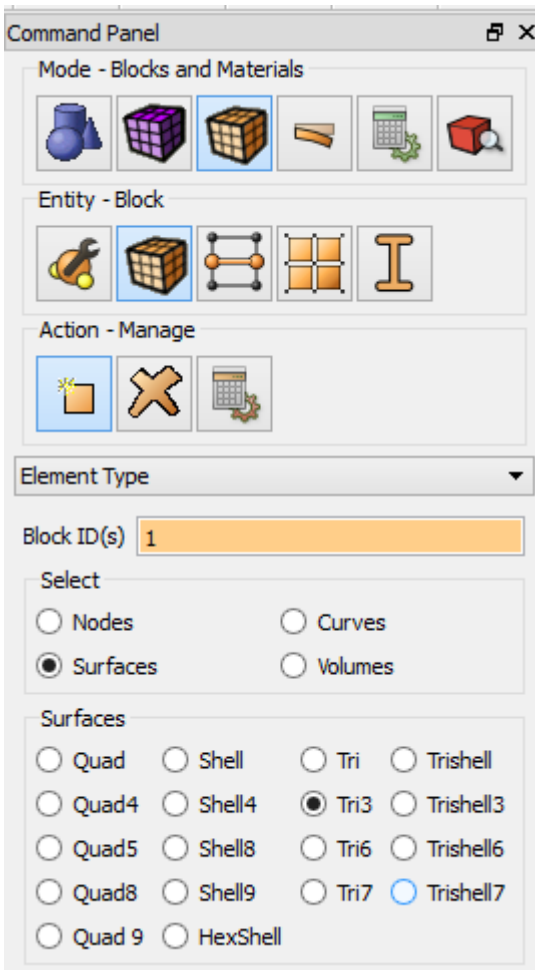 Command Panel
Mode - Blocks and Materials
Entity - Block
Action - Manage
Element Type
Block ID(s) 1
Select
Nodes Curves
Surfaces Volumes
Surfaces
Quad Shell Tri Trishell
Quad4 Shell4 Tri3 Trishell3
Quad5 Shell8 Tri6 Trishell6
Quad8 Shell9 Tri7 Trishell7
Quad 9 HexShell